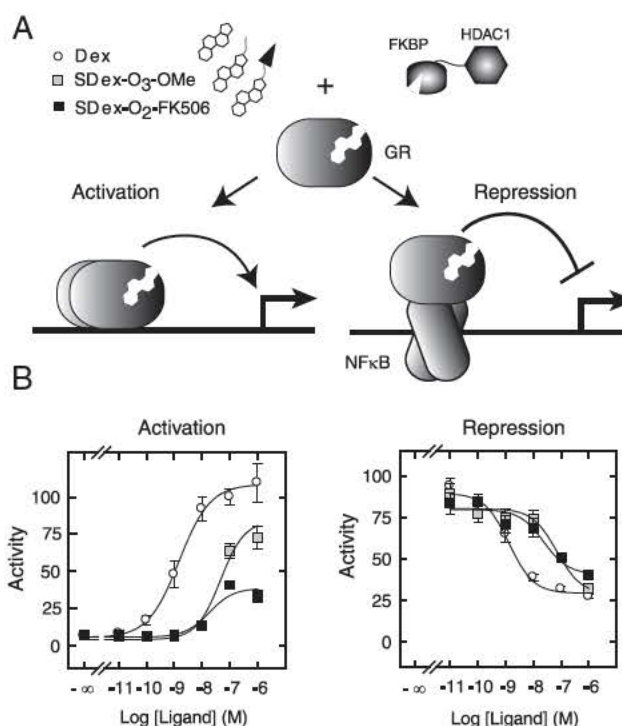 A
Dex
SDex-O3-OMe
SDex-O2-FK506
+
FKBP
HDAC1
GR
Activation
Repression
NFκB
B
Activation
Activity
100
75
50
25
0
- ∞ -11 -10 -9 -8 -7 -6
Log [Ligand] (M)
Repression
Activity
100
75
50
25
0
- ∞ -11 -10 -9 -8 -7 -6
Log [Ligand] (M)